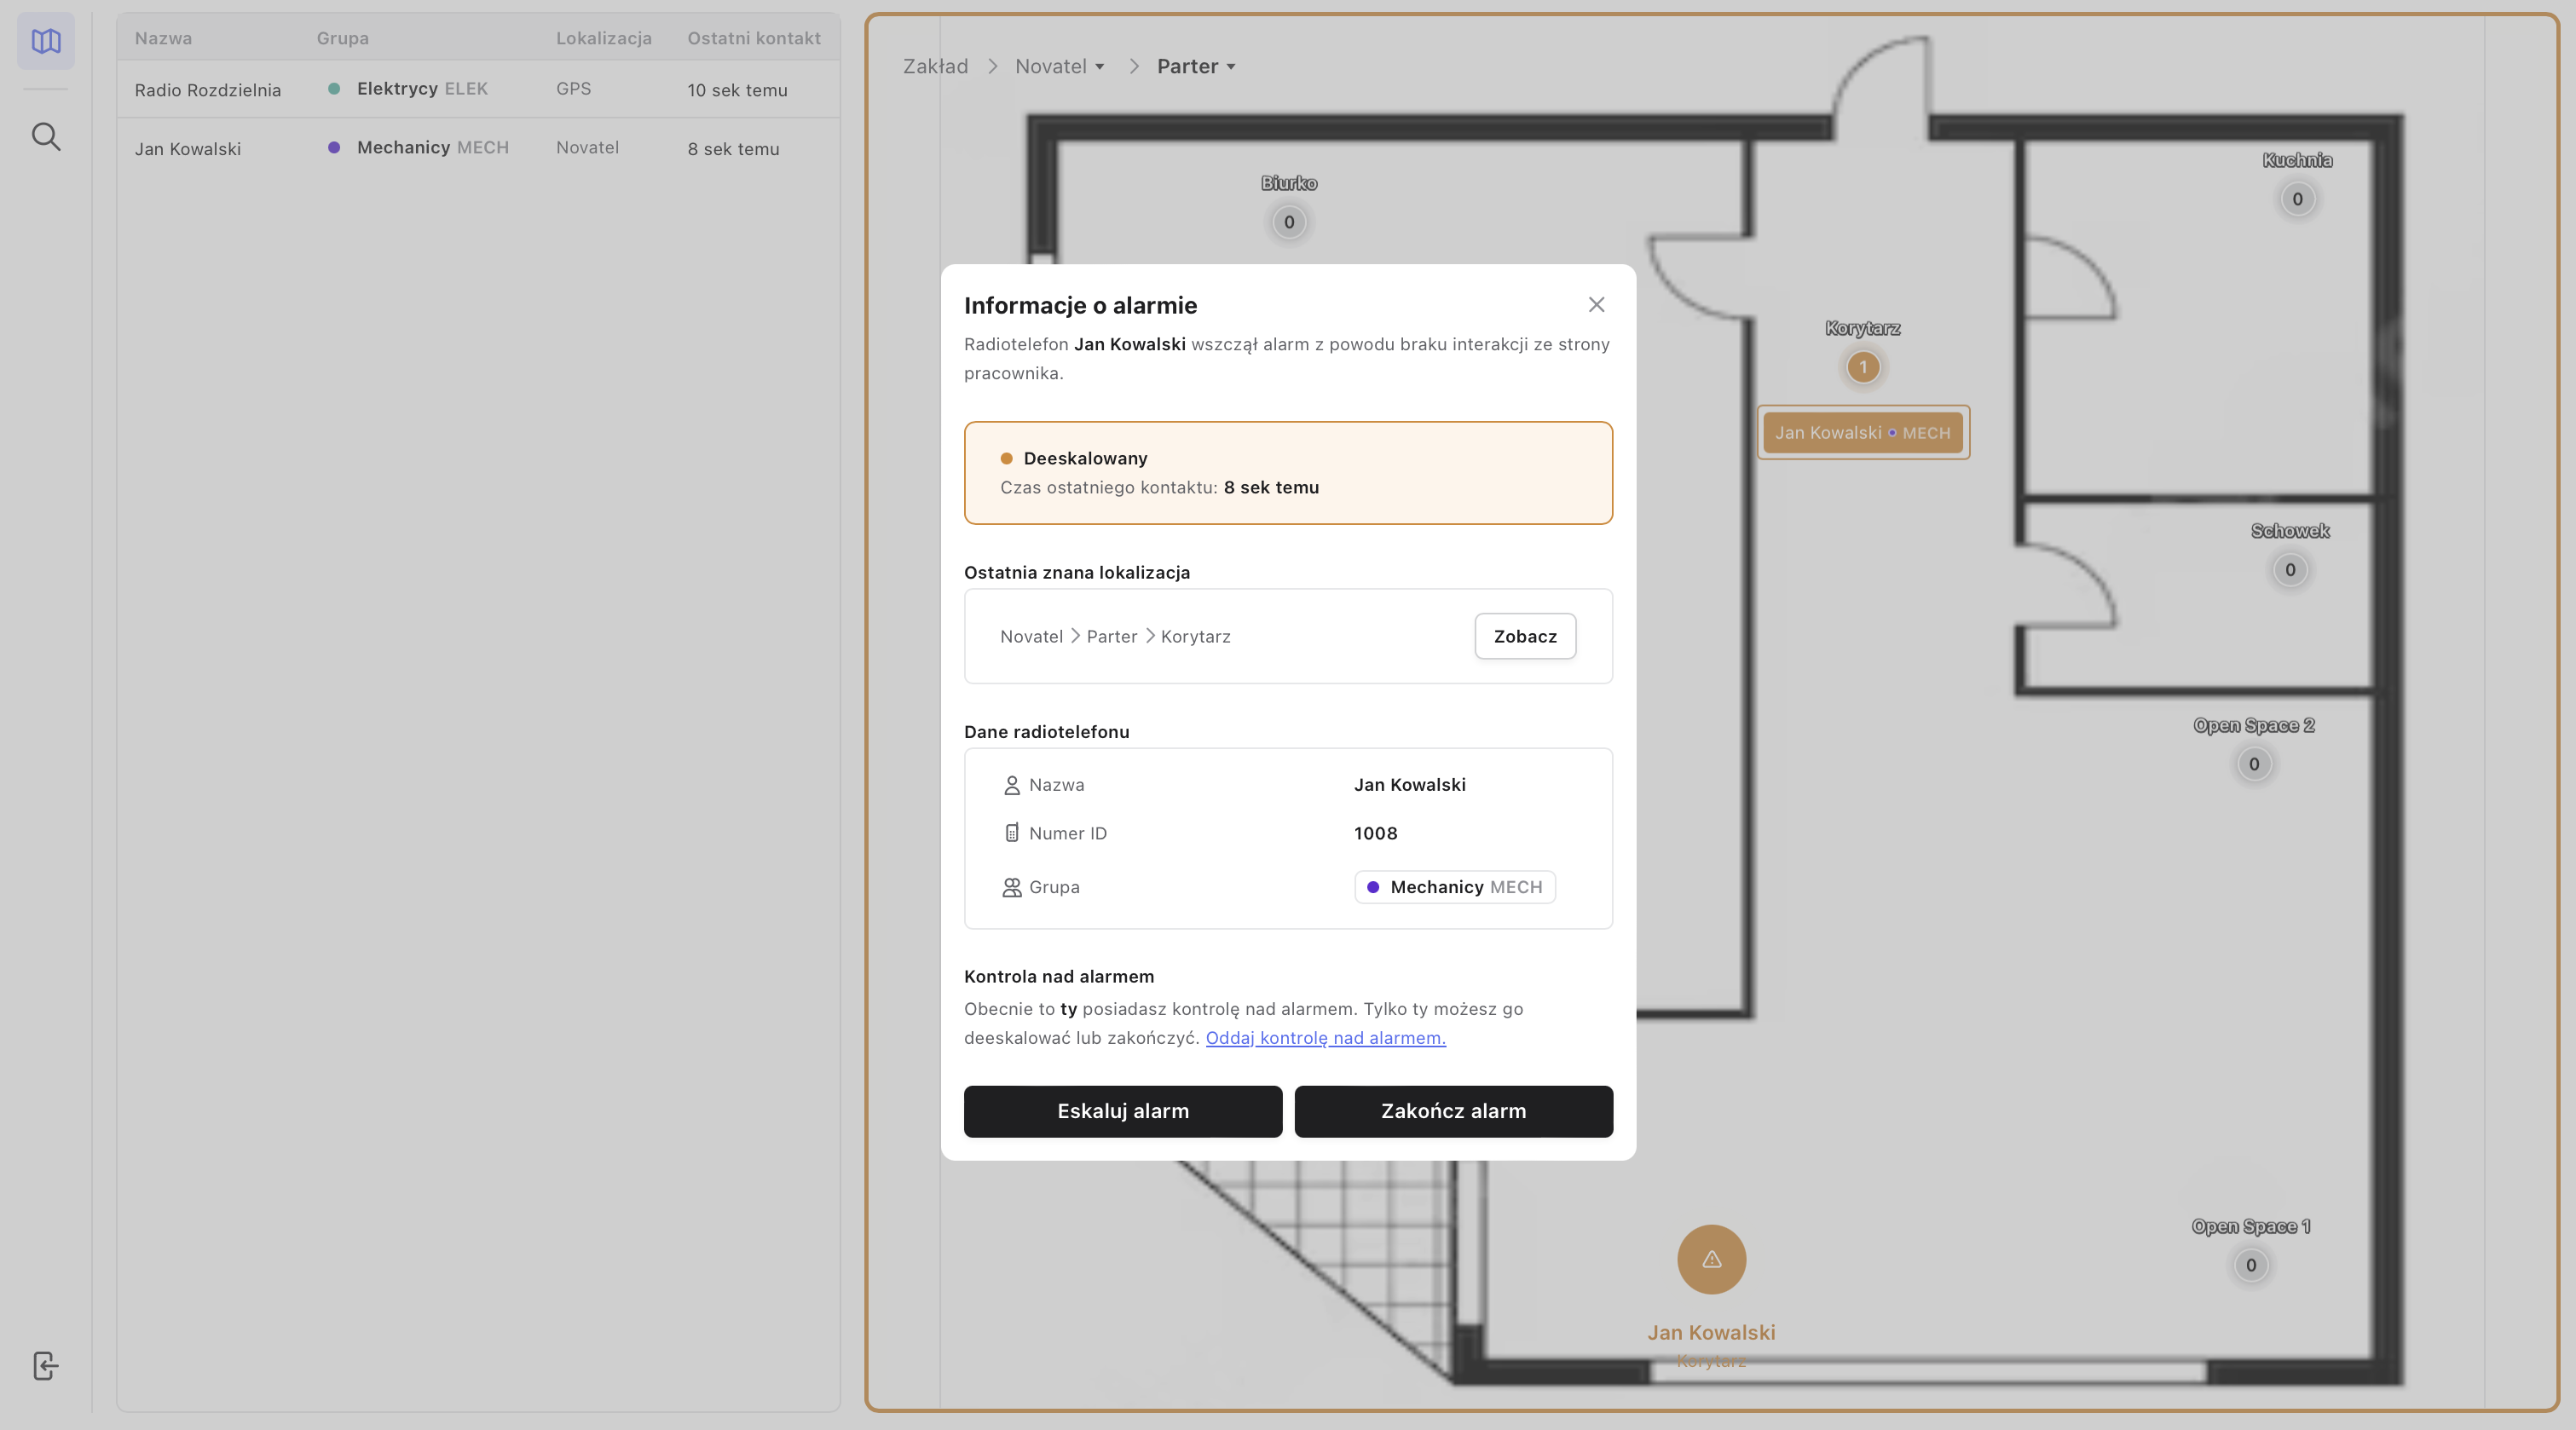 Nazwa Grupa Lokalizacja Ostatni kontakt
Radio Rozdzielnia Elektrycy ELEK GPS 10 sek temu
Jan Kowalski Mechanicy MECH Novatel 8 sek temu
Zakład Novatel Parter
Biurko
0
Kuchnia
0
Korytarz
1
Jan Kowalski MECH
Schowek
0
Open Space 2
0
Open Space 1
0
Jan Kowalski
Korytarz
Informacje o alarmie
Radiotelefon Jan Kowalski wszczął alarm z powodu braku interakcji ze strony
pracownika.
Deeskalowany
Czas ostatniego kontaktu: 8 sek temu
Ostatnia znana lokalizacja
Novatel Parter Korytarz
Zobacz
Dane radiotelefonu
Nazwa Jan Kowalski
Numer ID 1008
Grupa Mechanicy MECH
Kontrola nad alarmem
Obecnie to ty posiadasz kontrolę nad alarmem. Tylko ty możesz go
deeskalować lub zakończyć. Oddaj kontrolę nad alarmem.
Eskaluj alarm
Zakończ alarm